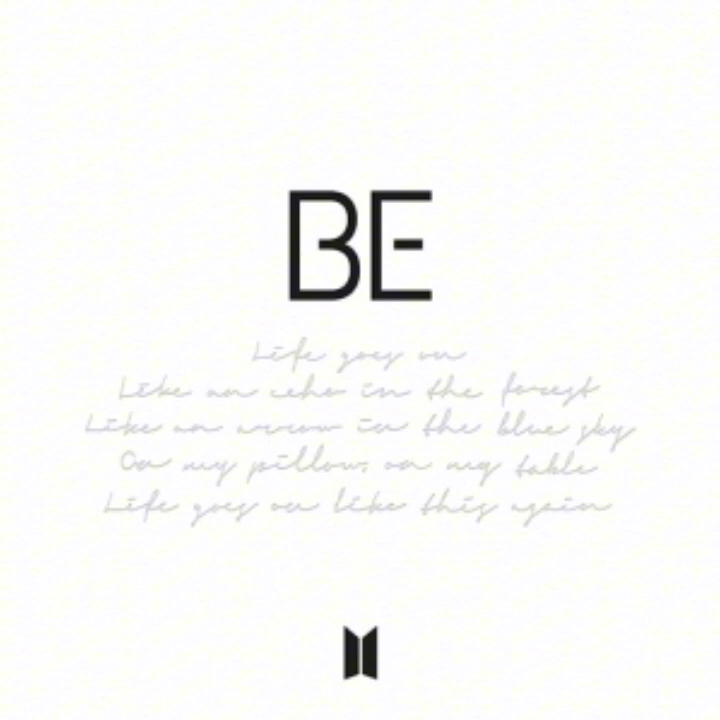 BE
Life goes on
Like an echo in the forest
Like an arrow in the blue sky
On my pillow, on my table
Life goes on like this again